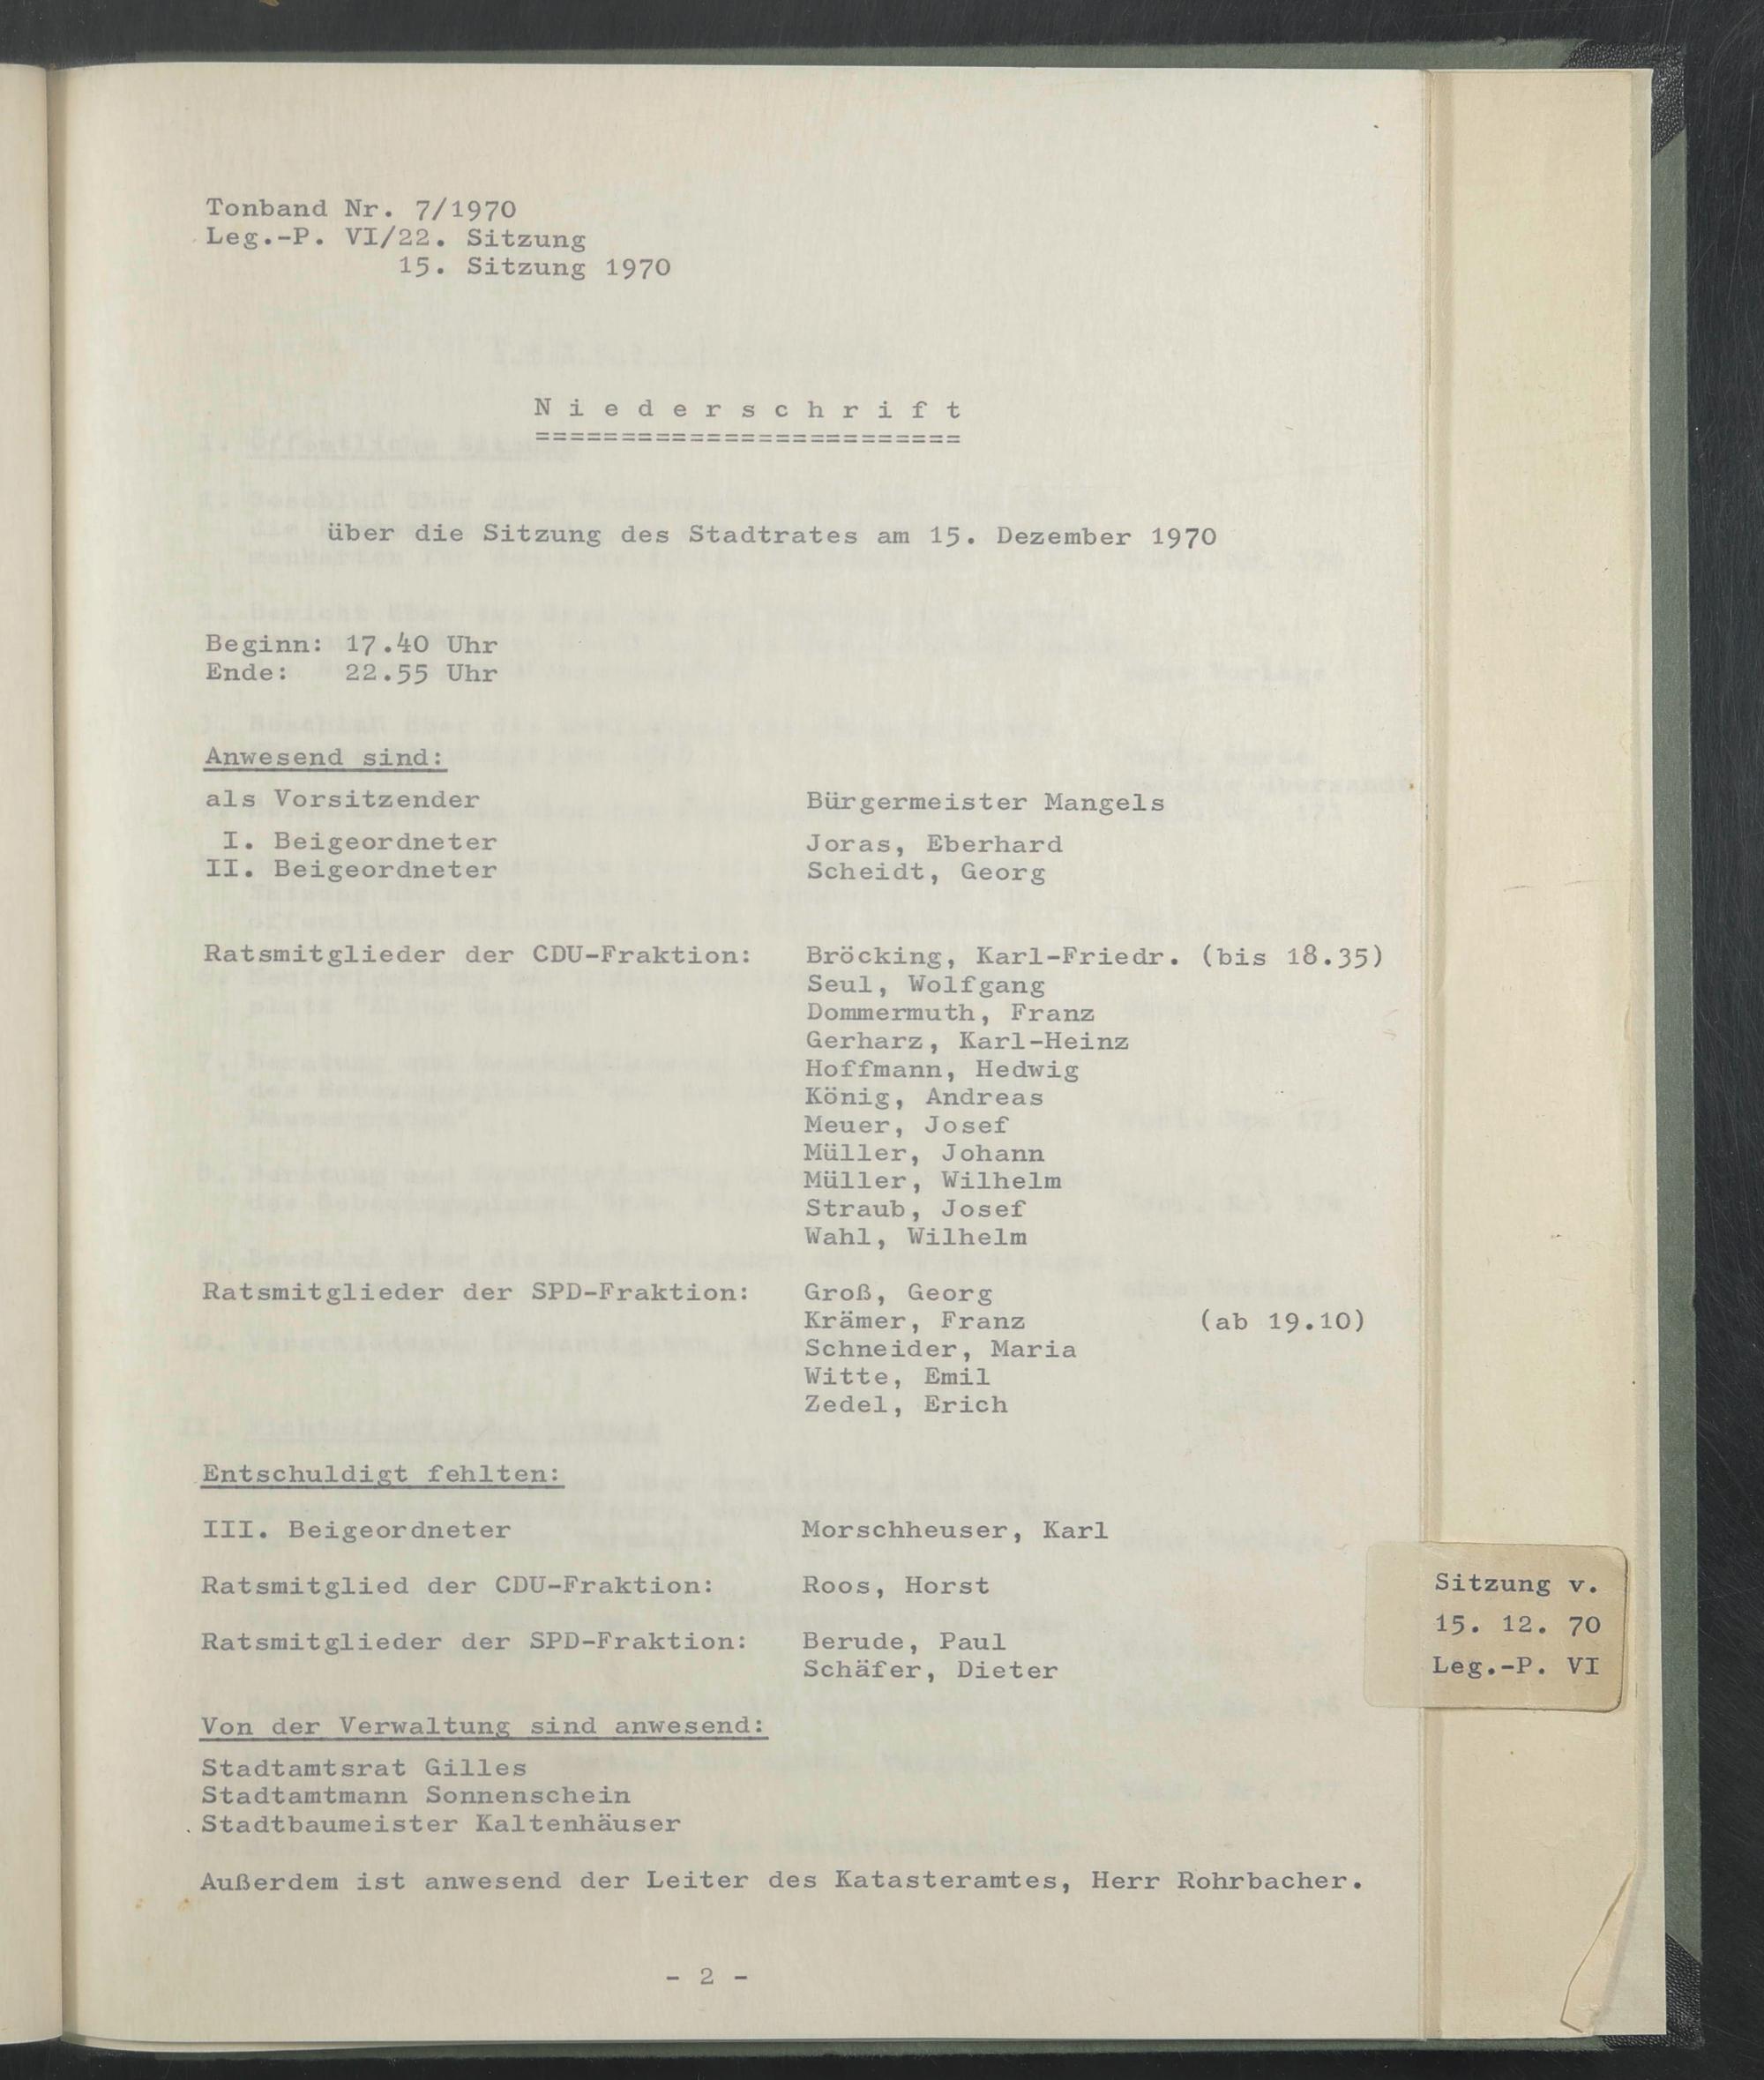 Tonband Nr. 7/1970
Leg.-P. VI/22. Sitzung
15. Sitzung 1970
N i e d e r s c h r i f t
=========================
über die Sitzung des Stadtrates am 15. Dezember 1970
Beginn: 17.40 Uhr
Ende: 22.55 Uhr
Anwesend sind:
als Vorsitzender Bürgermeister Mangels
I. Beigeordneter Joras, Eberhard
II. Beigeordneter Scheidt, Georg
Ratsmitglieder der CDU-Fraktion: Bröcking, Karl-Friedr. (bis 18.35)
Seul, Wolfgang
Dommermuth, Franz
Gerharz, Karl-Heinz
Hoffmann, Hedwig
König, Andreas
Meuer, Josef
Müller, Johann
Müller, Wilhelm
Straub, Josef
Wahl, Wilhelm
Ratsmitglieder der SPD-Fraktion: Groß, Georg
Krämer, Franz (ab 19.10)
Schneider, Maria
Witte, Emil
Zedel, Erich
Entschuldigt fehlten:
III. Beigeordneter Morschheuser, Karl
Ratsmitglied der CDU-Fraktion: Roos, Horst
Ratsmitglieder der SPD-Fraktion: Berude, Paul
Schäfer, Dieter
Von der Verwaltung sind anwesend:
Stadtamtsrat Gilles
Stadtamtmann Sonnenschein
Stadtbaumeister Kaltenhäuser
Außerdem ist anwesend der Leiter des Katasteramtes, Herr Rohrbacher.
- 2 -
Sitzung v.
15. 12. 70
Leg.-P. VI